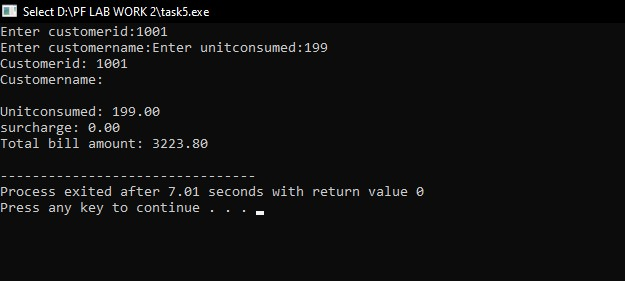 Select D:\PF LAB WORK 2\task5.exe
Enter customerid:1001
Enter customername:Enter unitconsumed:199
Customerid: 1001
Customername:
Unitconsumed: 199.00
surcharge: 0.00
Total bill amount: 3223.80
--------------------------------
Process exited after 7.01 seconds with return value 0
Press any key to continue . . .